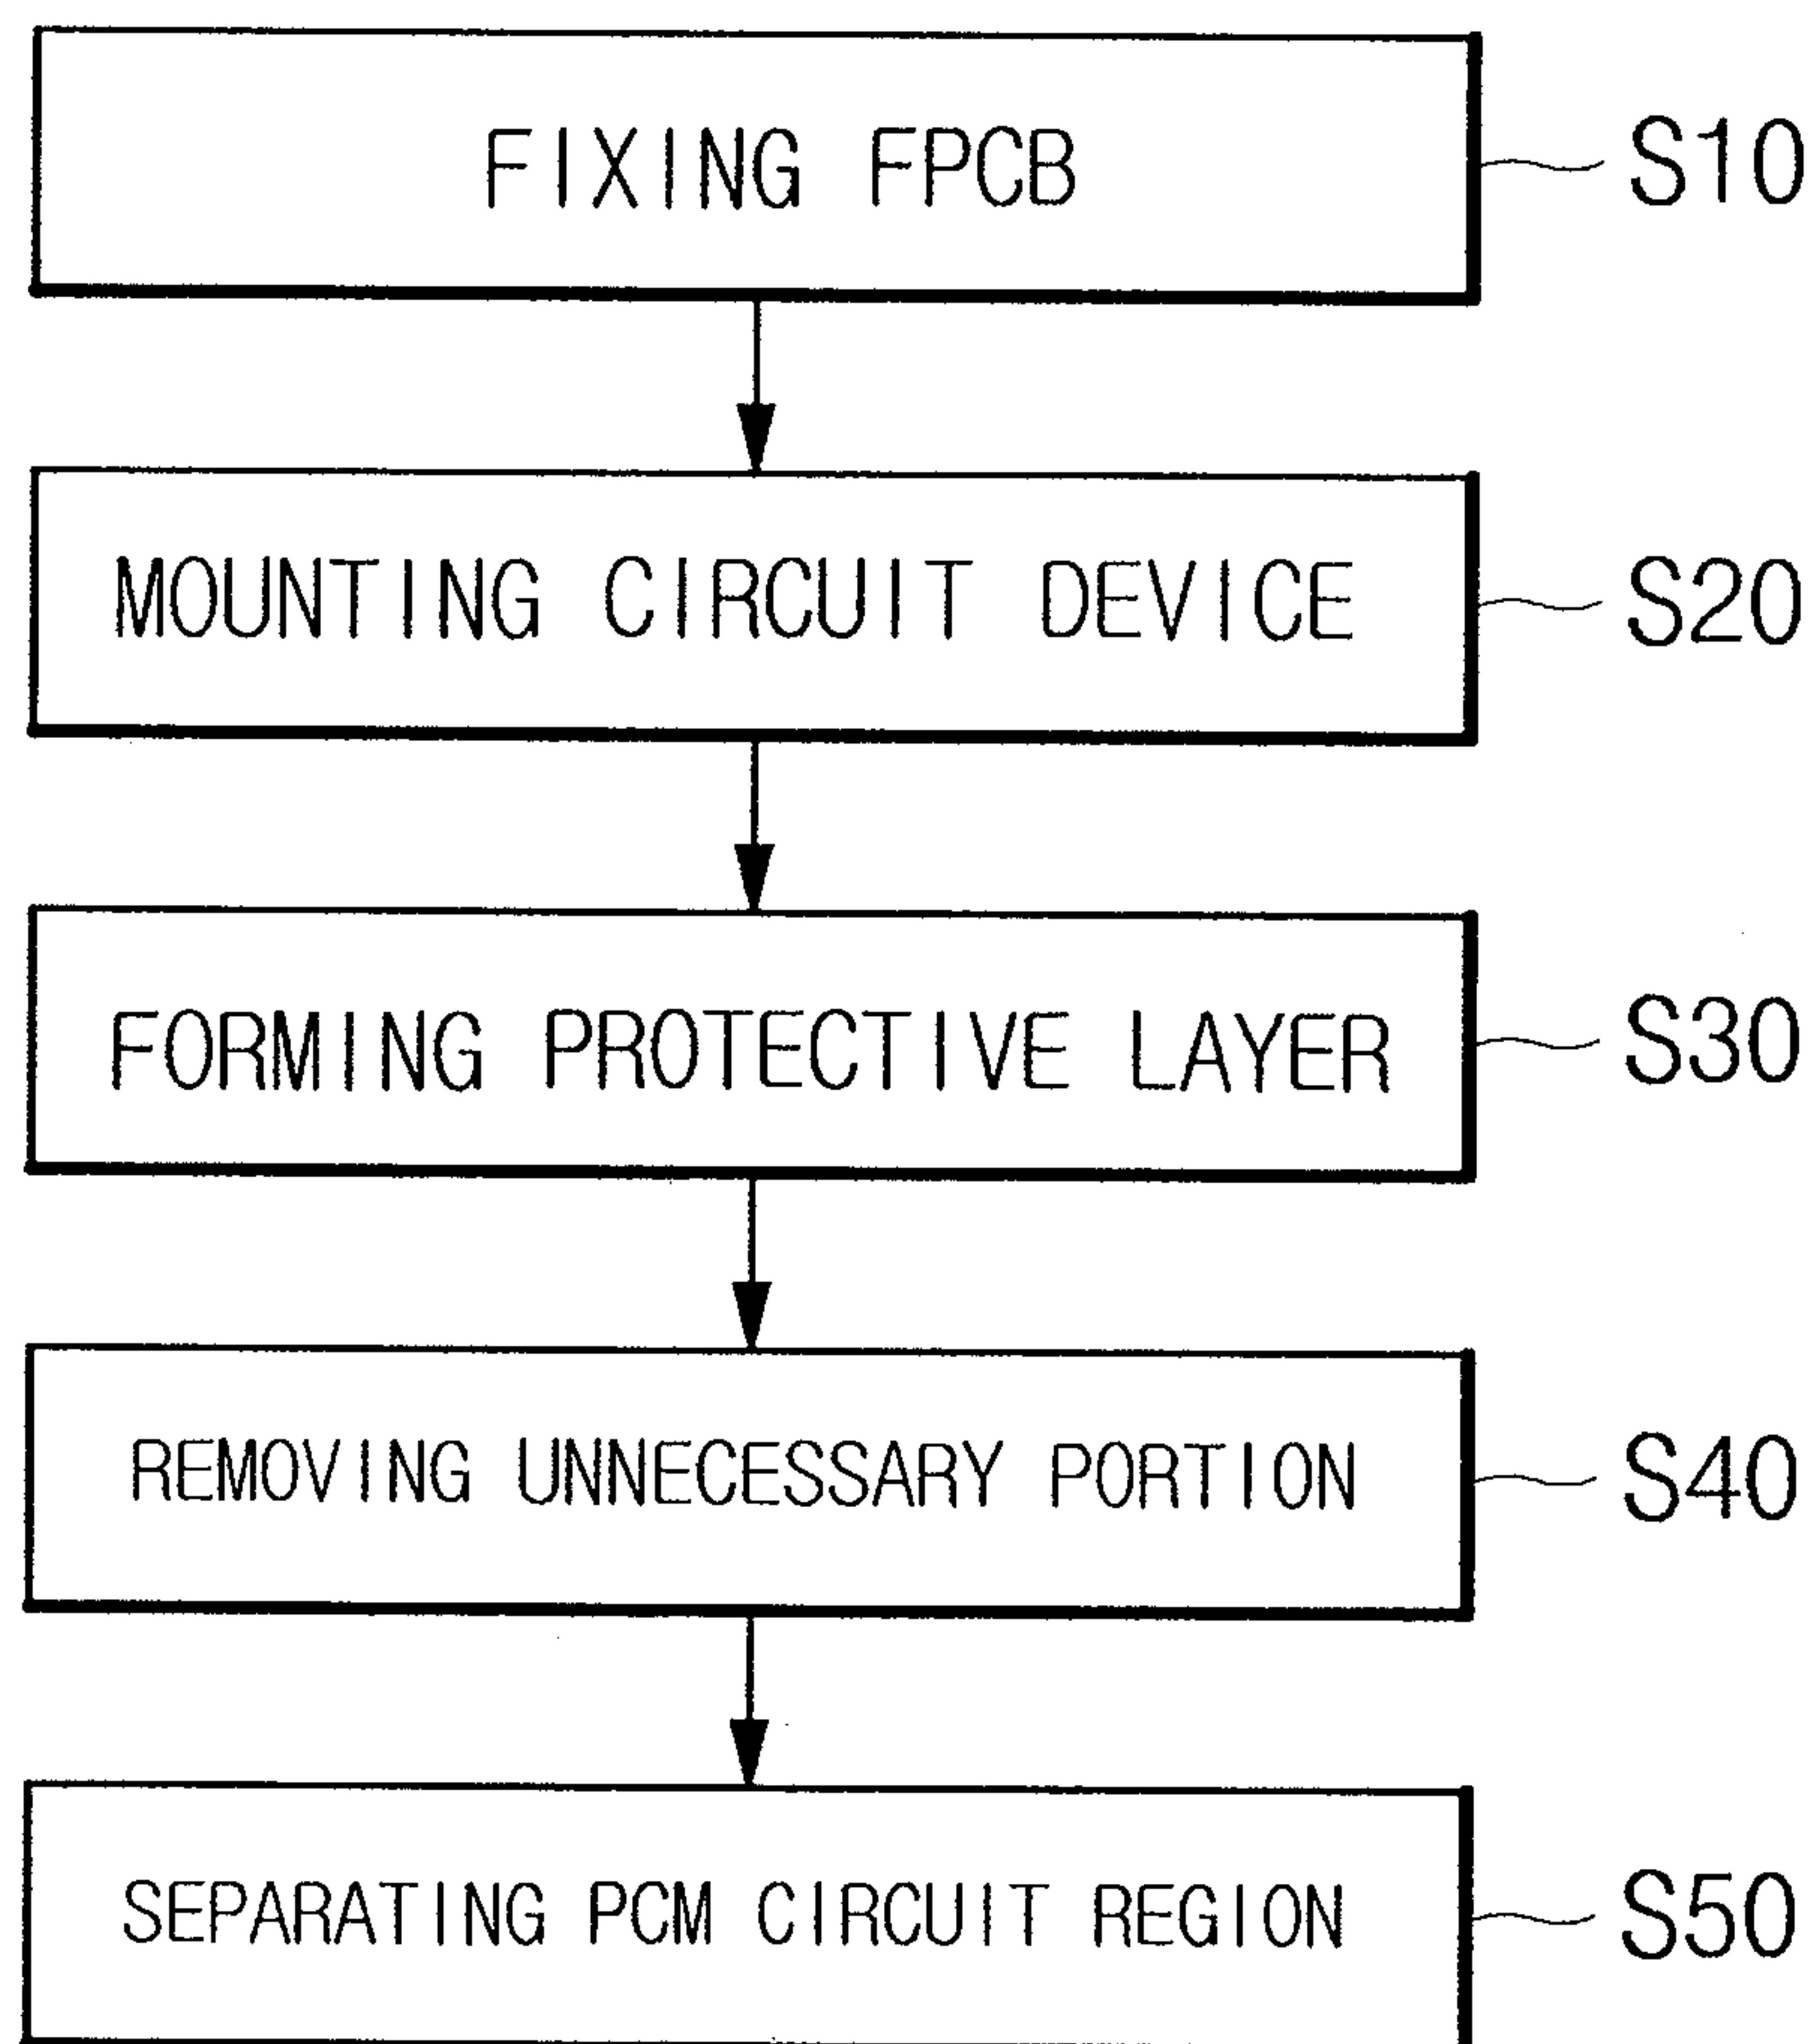 FIXING FPCB S10
MOUNTING CIRCUIT DEVICE S20
FORMING PROTECTIVE LAYER S30
REMOVING UNNECESSARY PORTION S40
SEPARATING PCM CIRCUIT REGION S50